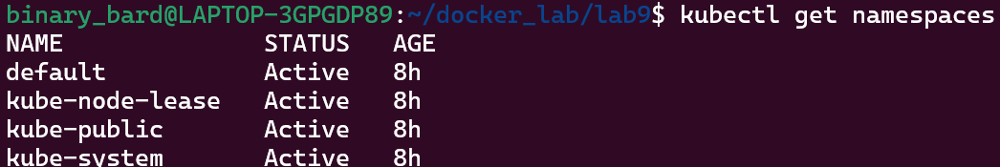 binary_bard@LAPTOP-3GPGDP89:~/docker_lab/lab9$ kubectl get namespaces
NAME              STATUS   AGE
default           Active   8h
kube-node-lease   Active   8h
kube-public       Active   8h
kube-system       Active   8h